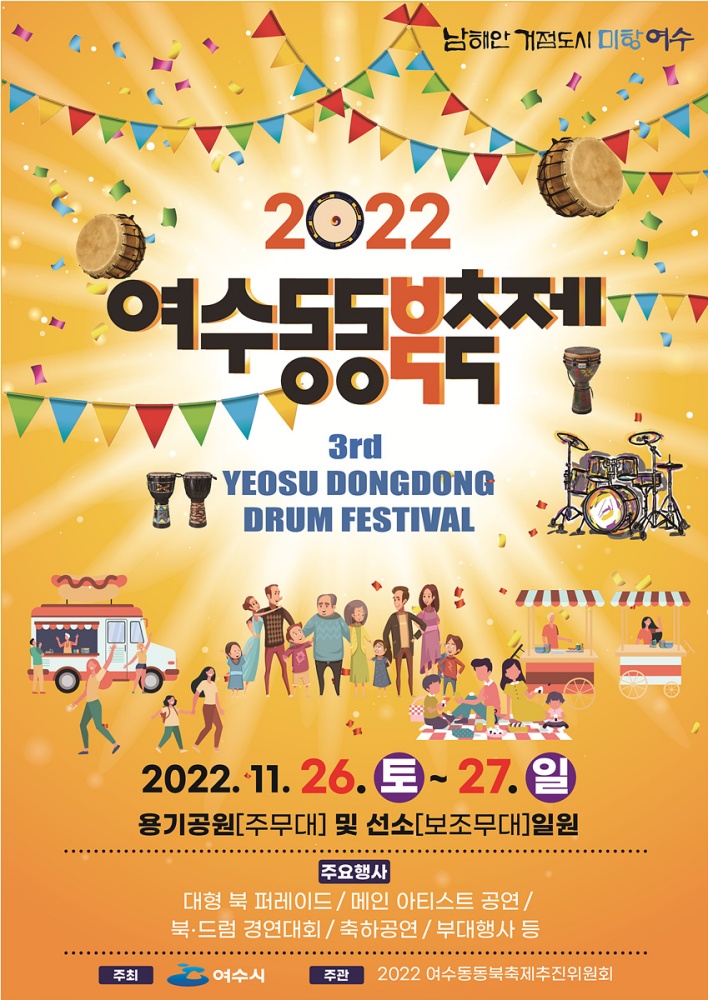 남해안 거점도시 미항여수
2022
여수동동북축제
3rd
YEOSU DONGDONG
DRUM FESTIVAL
2022. 11. 26. 토 ~ 27. 일
용기공원[주무대] 및 선소[보조무대]일원
주요행사
대형 북 퍼레이드 / 메인 아티스트 공연 /
북·드럼 경연대회 / 축하공연 / 부대행사 등
주최 여수시 주관 2022 여수동동북축제추진위원회